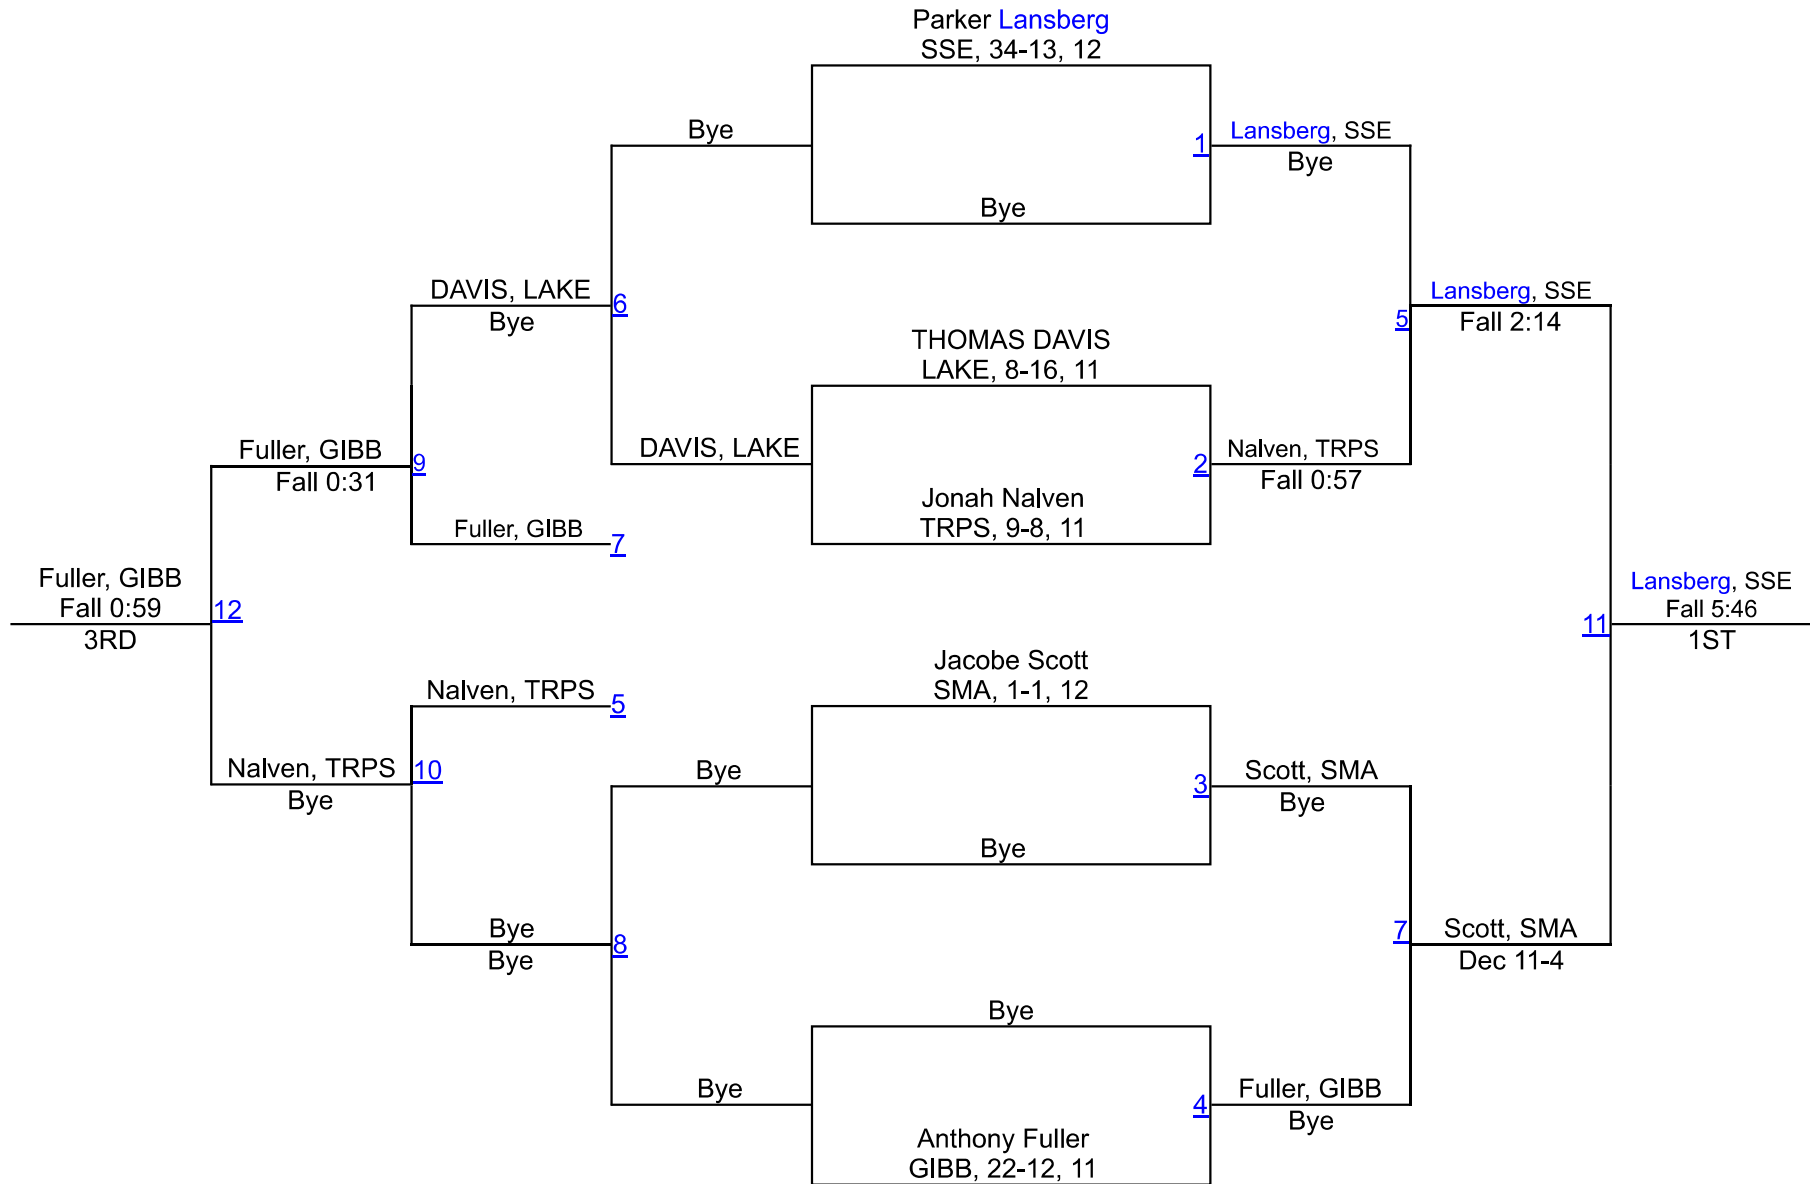 Parker Lansberg
SSE, 34-13, 12
Bye
1
Lansberg, SSE
Bye
Bye
DAVIS, LAKE
Bye
6
Lansberg, SSE
Fall 2:14
5
THOMAS DAVIS
LAKE, 8-16, 11
Fuller, GIBB
Fall 0:31
9
DAVIS, LAKE
2
Nalven, TRPS
Fall 0:57
Jonah Nalven
TRPS, 9-8, 11
Fuller, GIBB
7
Fuller, GIBB
Fall 0:59
3RD
12
11
Lansberg, SSE
Fall 5:46
1ST
Jacobe Scott
SMA, 1-1, 12
Nalven, TRPS
5
Nalven, TRPS
Bye
10
Bye
3
Scott, SMA
Bye
Bye
Bye
Bye
8
7
Scott, SMA
Dec 11-4
Bye
Bye
4
Fuller, GIBB
Bye
Anthony Fuller
GIBB, 22-12, 11